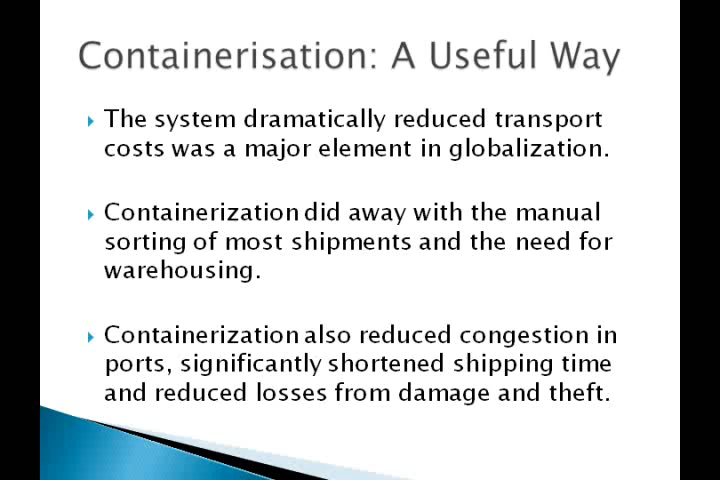 Containerisation: A Useful Way
The system dramatically reduced transport
costs was a major element in globalization.
Containerization did away with the manual
sorting of most shipments and the need for
warehousing.
Containerization also reduced congestion in
ports, significantly shortened shipping time
and reduced losses from damage and theft.